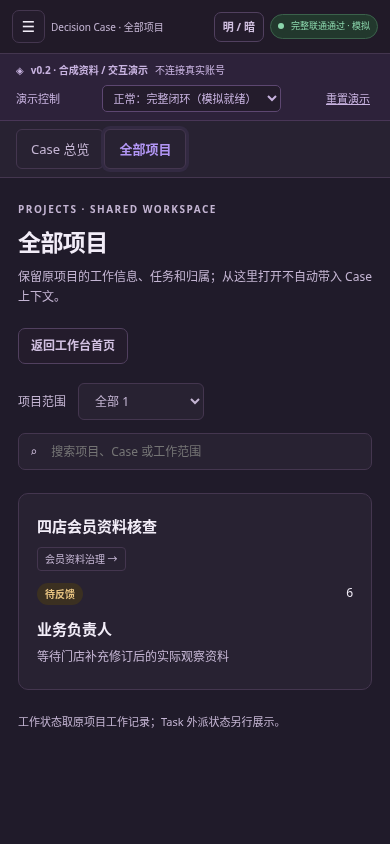 ☰ Decision Case · 全部项目 明 / 暗 完整联通通过 · 模拟
◈ v0.2 · 合成资料 / 交互演示 不连接真实账号
演示控制 正常：完整闭环（模拟就绪） 重置演示
Case 总览 全部项目
PROJECTS · SHARED WORKSPACE
全部项目
保留原项目的工作信息、任务和归属；从这里打开不自动带入 Case
上下文。
返回工作台首页
项目范围 全部 1
搜索项目、Case 或工作范围
四店会员资料核查
会员资料治理 →
待反馈 6
业务负责人
等待门店补充修订后的实际观察资料
工作状态取原项目工作记录；Task 外派状态另行展示。